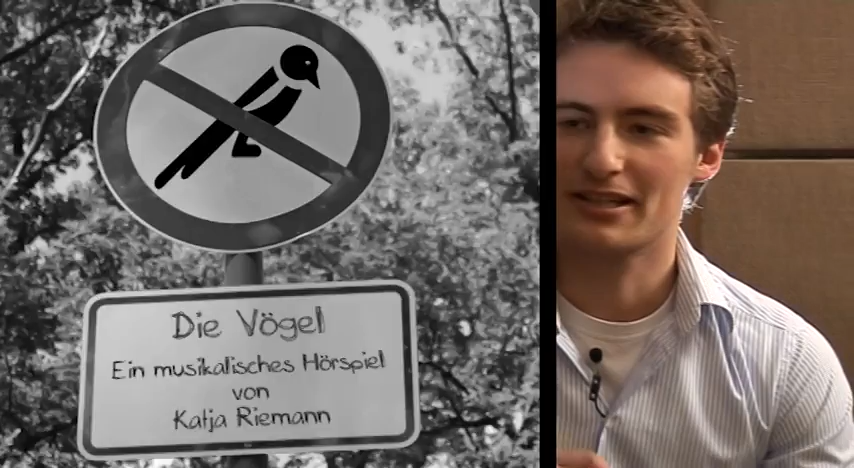 Die Vögel
Ein musikalisches Hörspiel
von
Katja Riemann